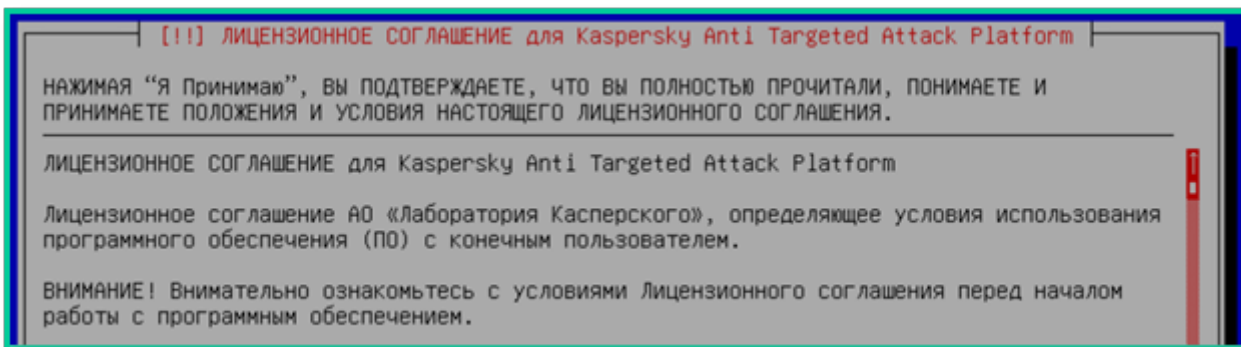 [!!] ЛИЦЕНЗИОННОЕ СОГЛАШЕНИЕ для Kaspersky Anti Targeted Attack Platform
НАЖИМАЯ “Я Принимаю”, ВЫ ПОДТВЕРЖДАЕТЕ, ЧТО ВЫ ПОЛНОСТЬЮ ПРОЧИТАЛИ, ПОНИМАЕТЕ И
ПРИНИМАЕТЕ ПОЛОЖЕНИЯ И УСЛОВИЯ НАСТОЯЩЕГО ЛИЦЕНЗИОННОГО СОГЛАШЕНИЯ.
ЛИЦЕНЗИОННОЕ СОГЛАШЕНИЕ для Kaspersky Anti Targeted Attack Platform
Лицензионное соглашение АО «Лаборатория Касперского», определяющее условия использования
программного обеспечения (ПО) с конечным пользователем.
ВНИМАНИЕ! Внимательно ознакомьтесь с условиями Лицензионного соглашения перед началом
работы с программным обеспечением.